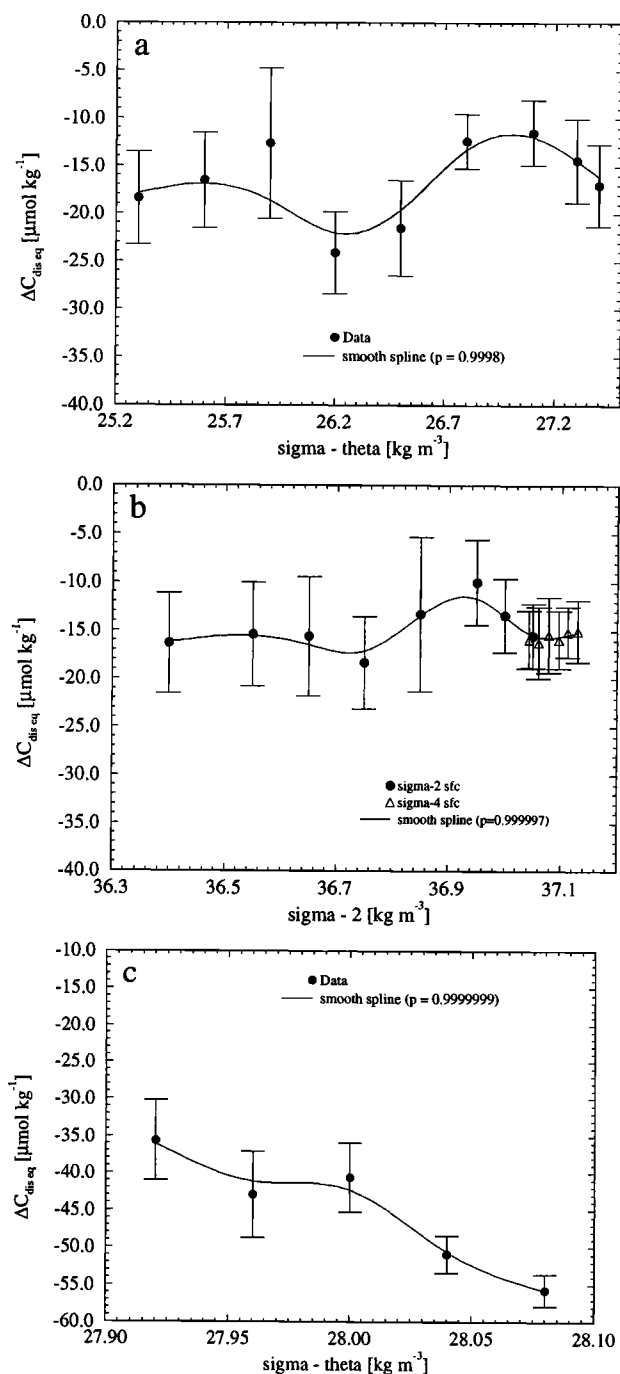 a
0.0
-5.0
-10.0
-15.0
-20.0
-25.0
-30.0
-35.0
-40.0
ΔC_dis eq [μmol kg^-1]
Data
smooth spline (p = 0.9998)
25.2 25.7 26.2 26.7 27.2
sigma - theta [kg m^-3]
b
0.0
-5.0
-10.0
-15.0
-20.0
-25.0
-30.0
-35.0
-40.0
ΔC_dis eq [μmol kg^-1]
sigma-2 sfc
sigma-4 sfc
smooth spline (p=0.999997)
36.3 36.5 36.7 36.9 37.1
sigma - 2 [kg m^-3]
c
-10.0
-15.0
-20.0
-25.0
-30.0
-35.0
-40.0
-45.0
-50.0
-55.0
-60.0
ΔC_dis eq [μmol kg^-1]
Data
smooth spline (p = 0.9999999)
27.90 27.95 28.00 28.05 28.10
sigma - theta [kg m^-3]